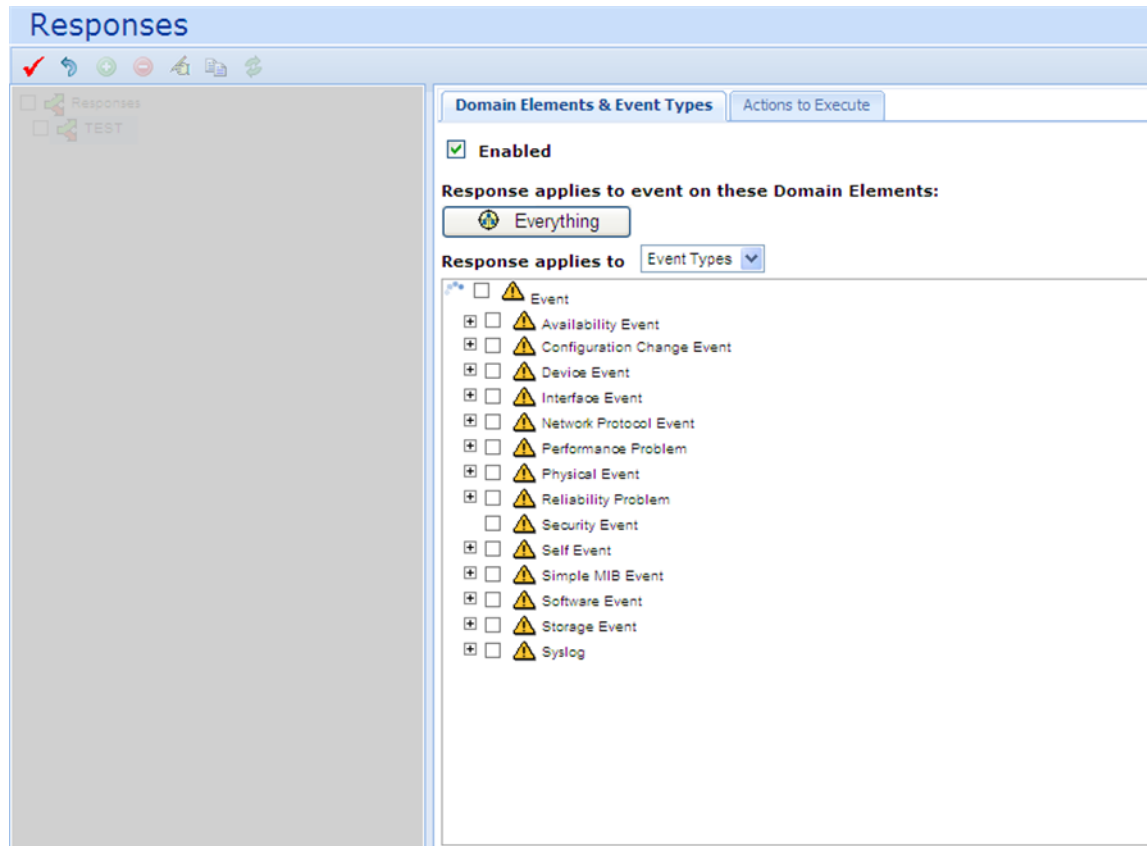 Responses
Responses
TEST
Domain Elements & Event Types Actions to Execute
Enabled
Response applies to event on these Domain Elements:
Everything
Response applies to Event Types
Event
Availability Event
Configuration Change Event
Device Event
Interface Event
Network Protocol Event
Performance Problem
Physical Event
Reliability Problem
Security Event
Self Event
Simple MIB Event
Software Event
Storage Event
Syslog